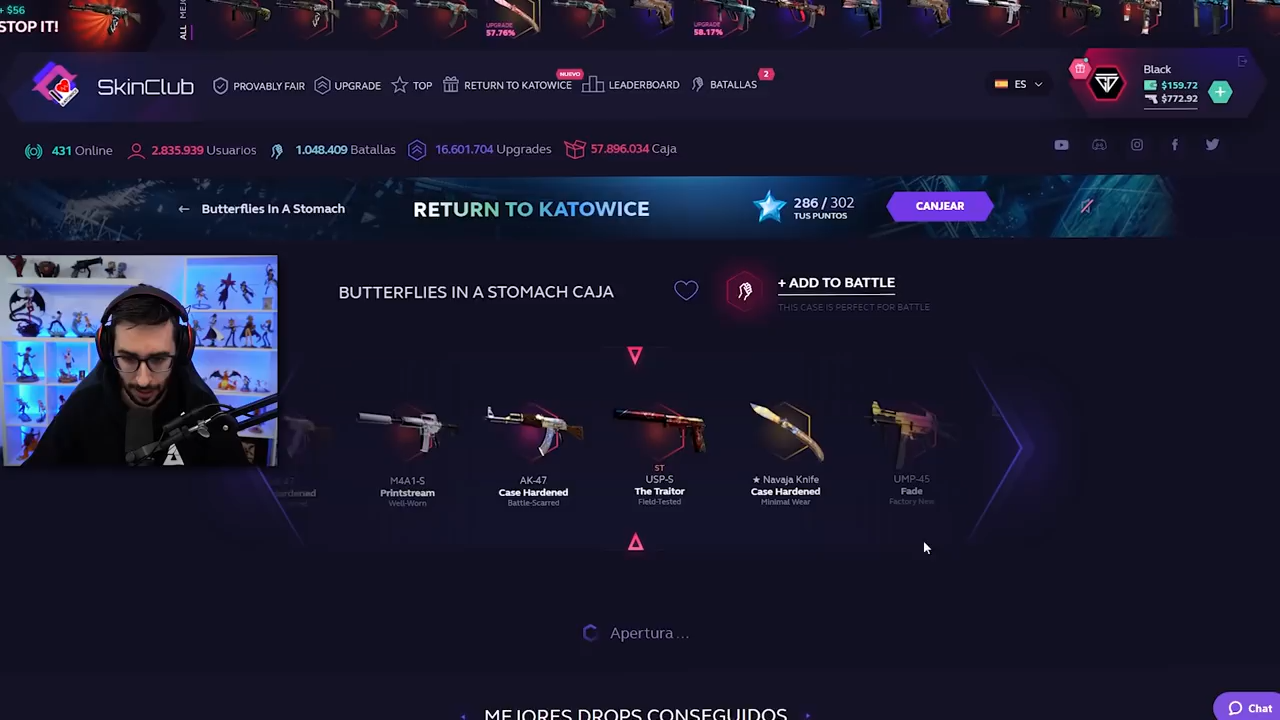 + $56
STOP IT!
ALL
UPGRADE
57.76%
UPGRADE
58.17%
SkinClub
PROVABLY FAIR
UPGRADE
TOP
RETURN TO KATOWICE
NUEVO
LEADERBOARD
BATALLAS
2
ES
Black
$159.72
$772.92
431 Online
2.835.939 Usuarios
1.048.409 Batallas
16.601.704 Upgrades
57.896.034 Caja
← Butterflies In A Stomach
RETURN TO KATOWICE
286 / 302
TUS PUNTOS
CANJEAR
BUTTERFLIES IN A STOMACH CAJA
+ ADD TO BATTLE
THIS CASE IS PERFECT FOR BATTLE
M4A1-S
Printstream
Well-Worn
AK-47
Case Hardened
Battle-Scarred
ST
USP-S
The Traitor
Field-Tested
★ Navaja Knife
Case Hardened
Minimal Wear
UMP-45
Fade
Factory New
Apertura ...
MEJORES DROPS CONSEGUIDOS
Chat